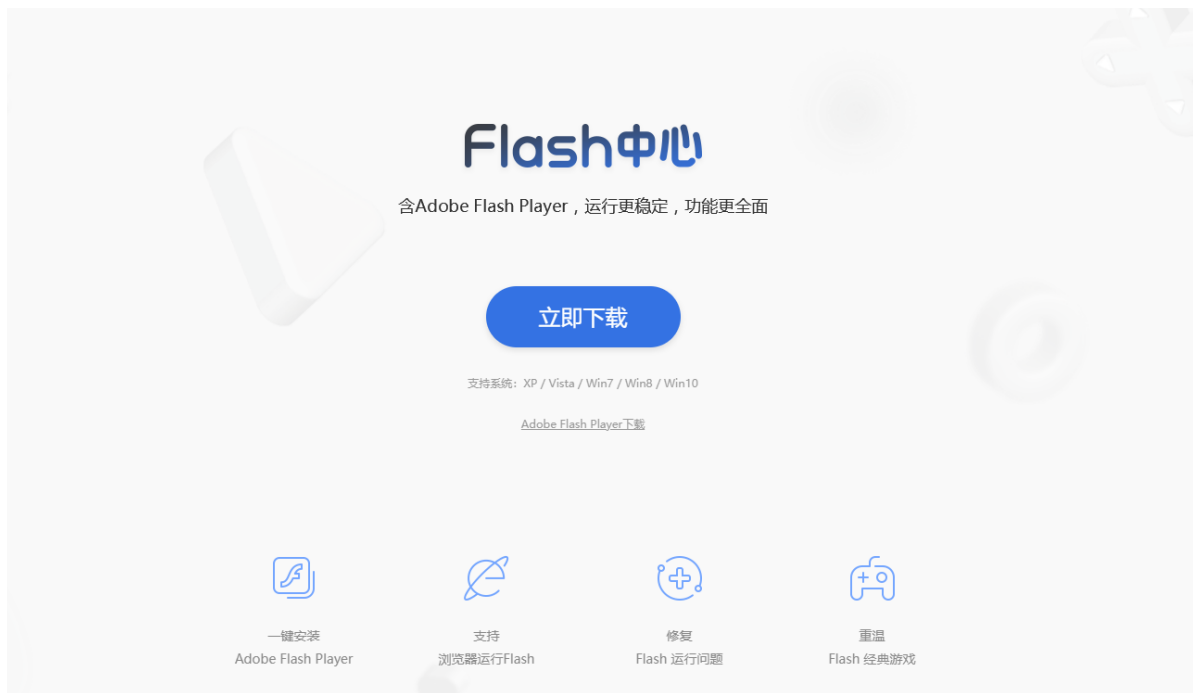 Flash中心
含Adobe Flash Player，运行更稳定，功能更全面
立即下载
支持系统：XP / Vista / Win7 / Win8 / Win10
Adobe Flash Player下载
一键安装
Adobe Flash Player
支持
浏览器运行Flash
修复
Flash 运行问题
重温
Flash 经典游戏